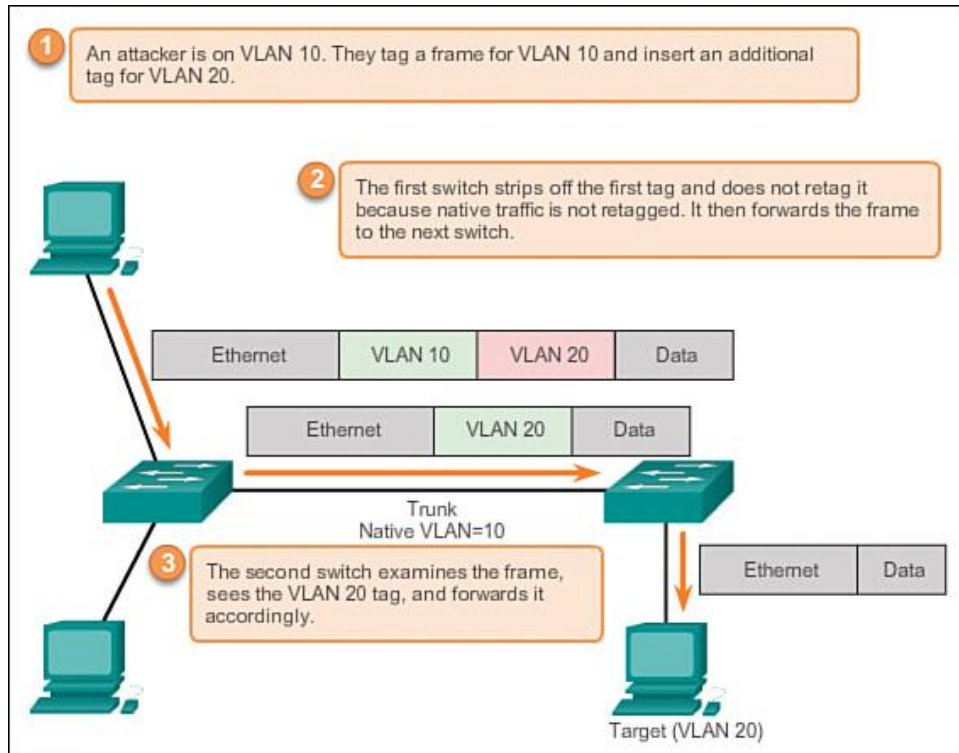 1
An attacker is on VLAN 10. They tag a frame for VLAN 10 and insert an additional
tag for VLAN 20.
2
The first switch strips off the first tag and does not retag it
because native traffic is not retagged. It then forwards the frame
to the next switch.
Ethernet VLAN 10 VLAN 20 Data
Ethernet VLAN 20 Data
Trunk
Native VLAN=10
3
The second switch examines the frame,
sees the VLAN 20 tag, and forwards it
accordingly.
Ethernet Data
Target (VLAN 20)